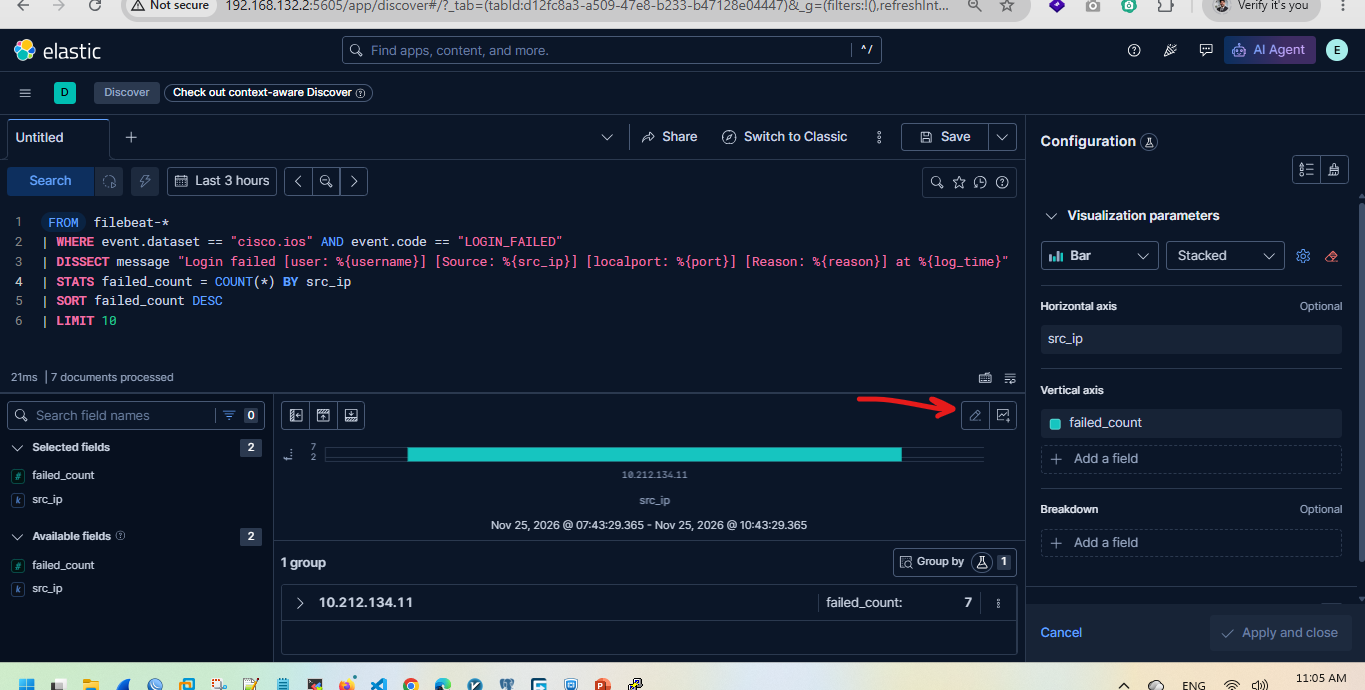 Not secure 192.168.132.2:5605/app/discover#/?_tab=(tabId:d12fc8a3-a509-47e8-b233-b47128e04447)&_g=(filters:!(),refreshInt... Verify it's you
elastic Find apps, content, and more. ^/ AI Agent E
D Discover Check out context-aware Discover
Untitled Share Switch to Classic Save
Search Last 3 hours
1 FROM filebeat-*
2 | WHERE event.dataset == "cisco.ios" AND event.code == "LOGIN_FAILED"
3 | DISSECT message "Login failed [user: %{username}] [Source: %{src_ip}] [localport: %{port}] [Reason: %{reason}] at %{log_time}"
4 | STATS failed_count = COUNT(*) BY src_ip
5 | SORT failed_count DESC
6 | LIMIT 10
21ms | 7 documents processed
Search field names 0
Selected fields 2
failed_count
src_ip
Available fields 2
failed_count
src_ip
7
2
10.212.134.11
src_ip
Nov 25, 2026 @ 07:43:29.365 - Nov 25, 2026 @ 10:43:29.365
1 group Group by 1
10.212.134.11 failed_count: 7
Configuration
Visualization parameters
Bar Stacked
Horizontal axis Optional
src_ip
Vertical axis
failed_count
Add a field
Breakdown Optional
Add a field
Cancel Apply and close
ENG 11:05 AM